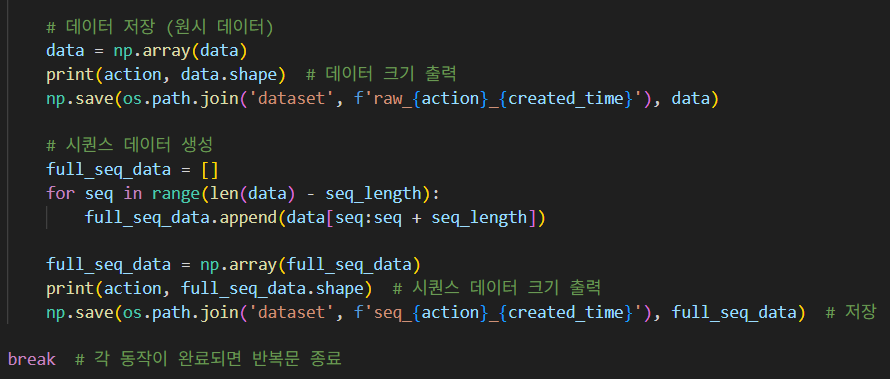 # 데이터 저장 (원시 데이터)
data = np.array(data)
print(action, data.shape)  # 데이터 크기 출력
np.save(os.path.join('dataset', f'raw_{action}_{created_time}'), data)
# 시퀀스 데이터 생성
full_seq_data = []
for seq in range(len(data) - seq_length):
full_seq_data.append(data[seq:seq + seq_length])
full_seq_data = np.array(full_seq_data)
print(action, full_seq_data.shape)  # 시퀀스 데이터 크기 출력
np.save(os.path.join('dataset', f'seq_{action}_{created_time}'), full_seq_data)  # 저장
break  # 각 동작이 완료되면 반복문 종료